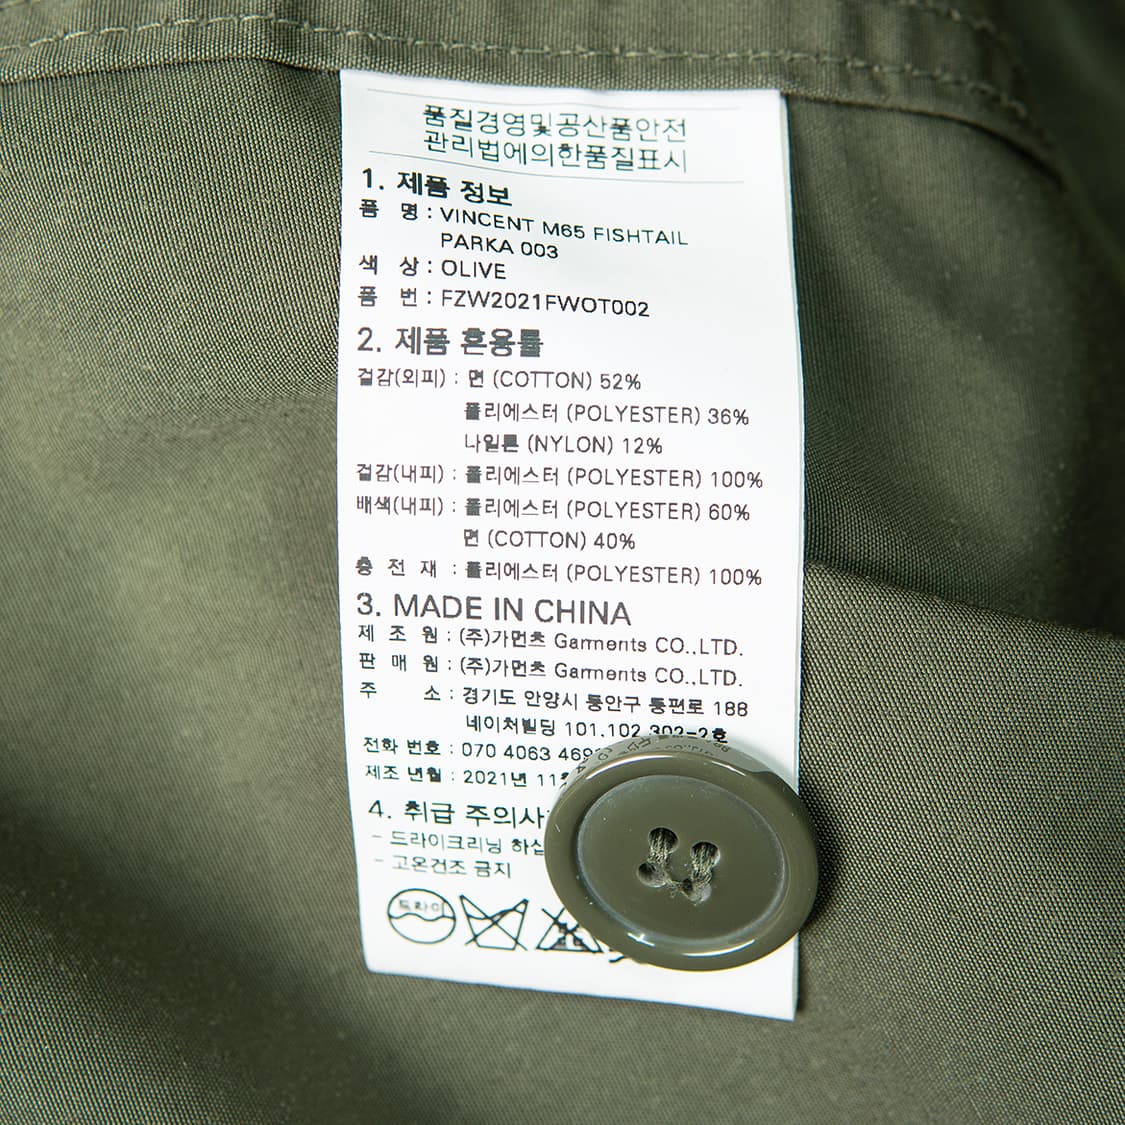 품질경영및공산품안전
관리법에의한품질표시
1. 제품 정보
품 명 : VINCENT M65 FISHTAIL
PARKA 003
색 상 : OLIVE
품 번 : FZW2021FWOT002
2. 제품 혼용률
겉감(외피) : 면 (COTTON) 52%
폴리에스터 (POLYESTER) 36%
나일론 (NYLON) 12%
겉감(내피) : 폴리에스터 (POLYESTER) 100%
배색(내피) : 폴리에스터 (POLYESTER) 60%
면 (COTTON) 40%
충 전 재 : 폴리에스터 (POLYESTER) 100%
3. MADE IN CHINA
제 조 원 : (주)가먼츠 Garments CO.,LTD.
판 매 원 : (주)가먼츠 Garments CO.,LTD.
주 소 : 경기도 안양시 동안구 동편로 188
네이처빌딩 101,102 302-2호
전화 번호 : 070 4063
제조 년월 : 2021년
4. 취급
- 드라이크리닝
- 고온건조 금지
드라이